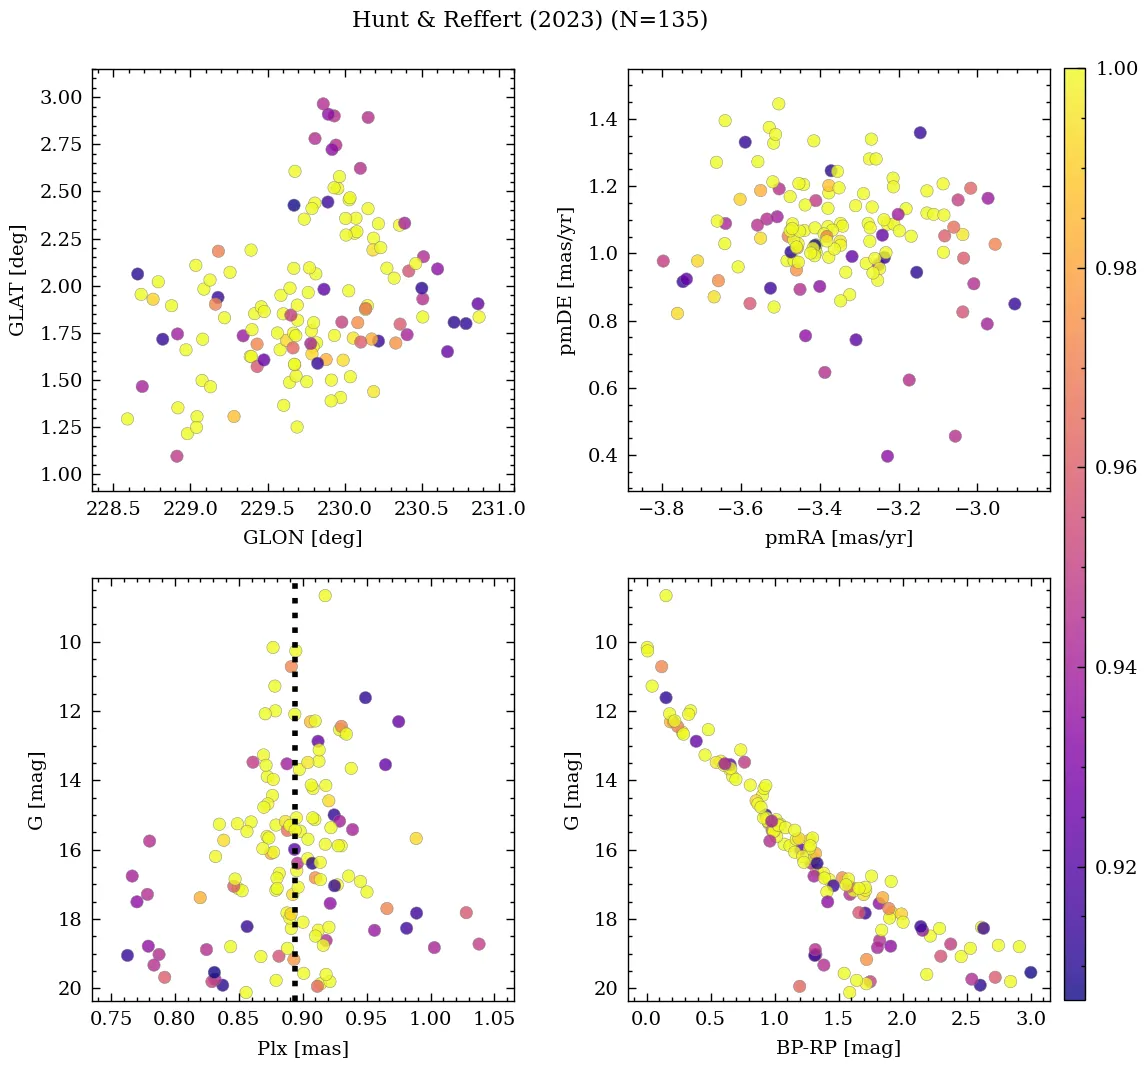 Hunt & Reffert (2023) (N=135)
3.00
2.75
2.50
2.25
2.00
1.75
1.50
1.25
1.00
GLAT [deg]
228.5 229.0 229.5 230.0 230.5 231.0
GLON [deg]
1.4
1.2
1.0
0.8
0.6
0.4
pmDE [mas/yr]
−3.8 −3.6 −3.4 −3.2 −3.0
pmRA [mas/yr]
10
12
14
16
18
20
G [mag]
0.75 0.80 0.85 0.90 0.95 1.00 1.05
Plx [mas]
10
12
14
16
18
20
G [mag]
0.0 0.5 1.0 1.5 2.0 2.5 3.0
BP-RP [mag]
1.00
0.98
0.96
0.94
0.92